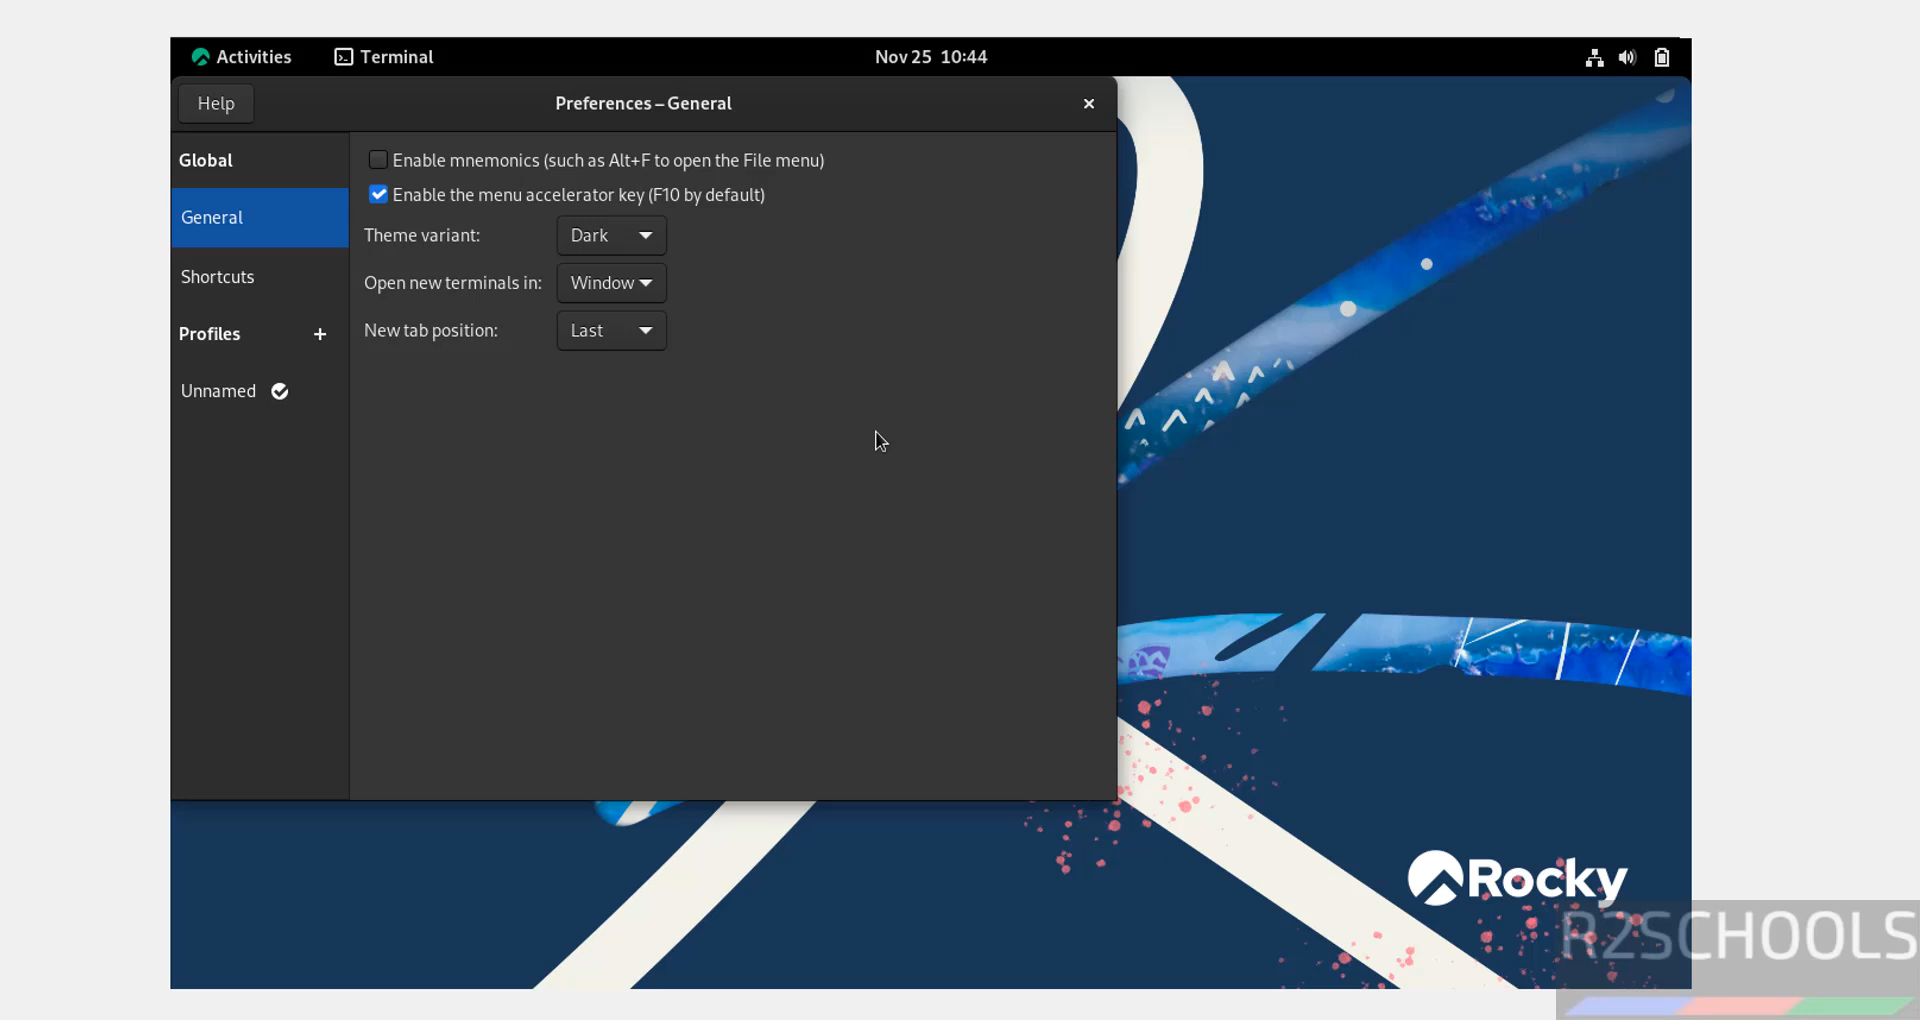 Activities Terminal Nov 25 10:44
Help Preferences – General
Global
General
Shortcuts
Profiles
Unnamed
Enable mnemonics (such as Alt+F to open the File menu)
Enable the menu accelerator key (F10 by default)
Theme variant: Dark
Open new terminals in: Window
New tab position: Last
Rocky
R2SCHOOLS